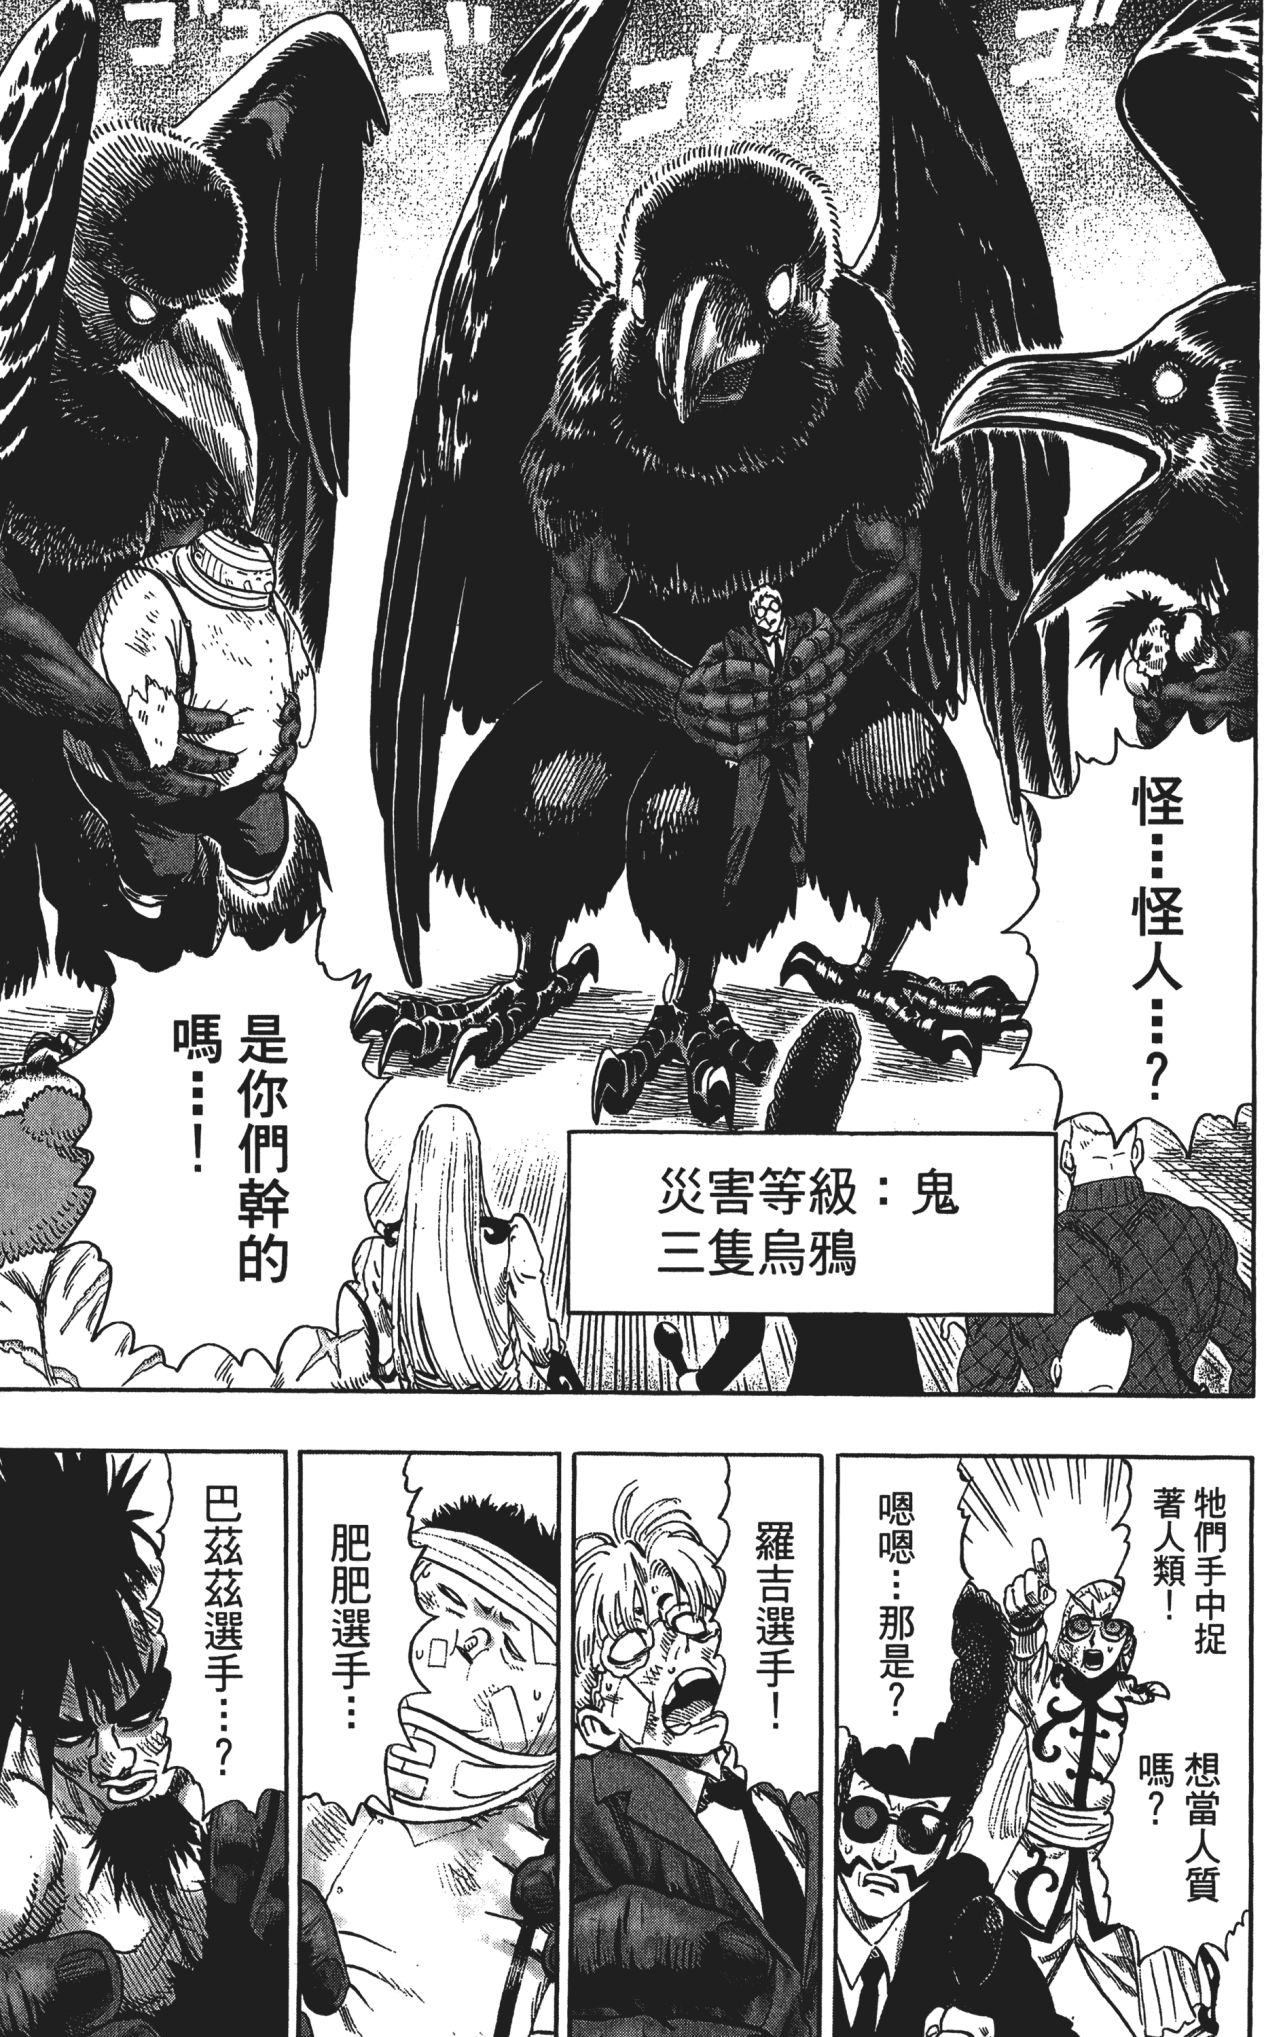 ゴゴ
ゴ
ゴゴ
ゴ
怪…怪人…？
是你們幹的
嗎…！
災害等級：鬼
三隻烏鴉
牠們手中捉
著人類！
想當人質
嗎？
嗯嗯…那是？
羅吉選手！
肥肥選手…
巴茲茲選手…？